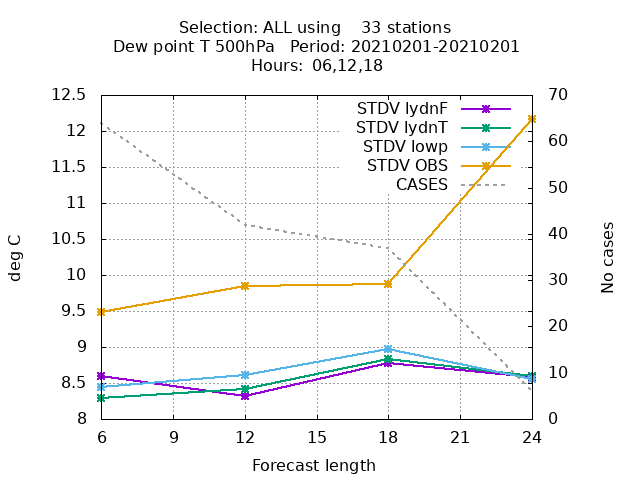 Selection: ALL using    33 stations
Dew point T 500hPa   Period: 20210201-20210201
Hours: 06,12,18
STDV lydnF
STDV lydnT
STDV lowp
STDV OBS
CASES
12.5
12
11.5
11
10.5
10
9.5
9
8.5
8
70
60
50
40
30
20
10
0
deg C
No cases
6 9 12 15 18 21 24
Forecast length